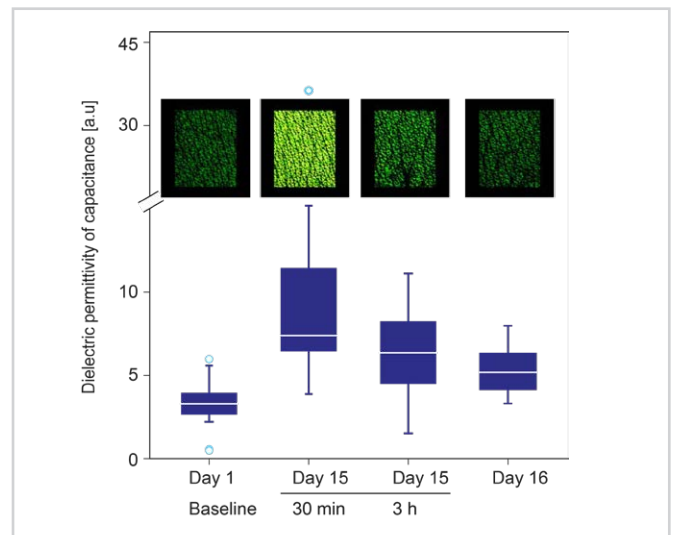 Dielectric permittivity of capacitance [a.u]
45
30
10
5
0
Day 1 Day 15 Day 15 Day 16
Baseline 30 min 3 h